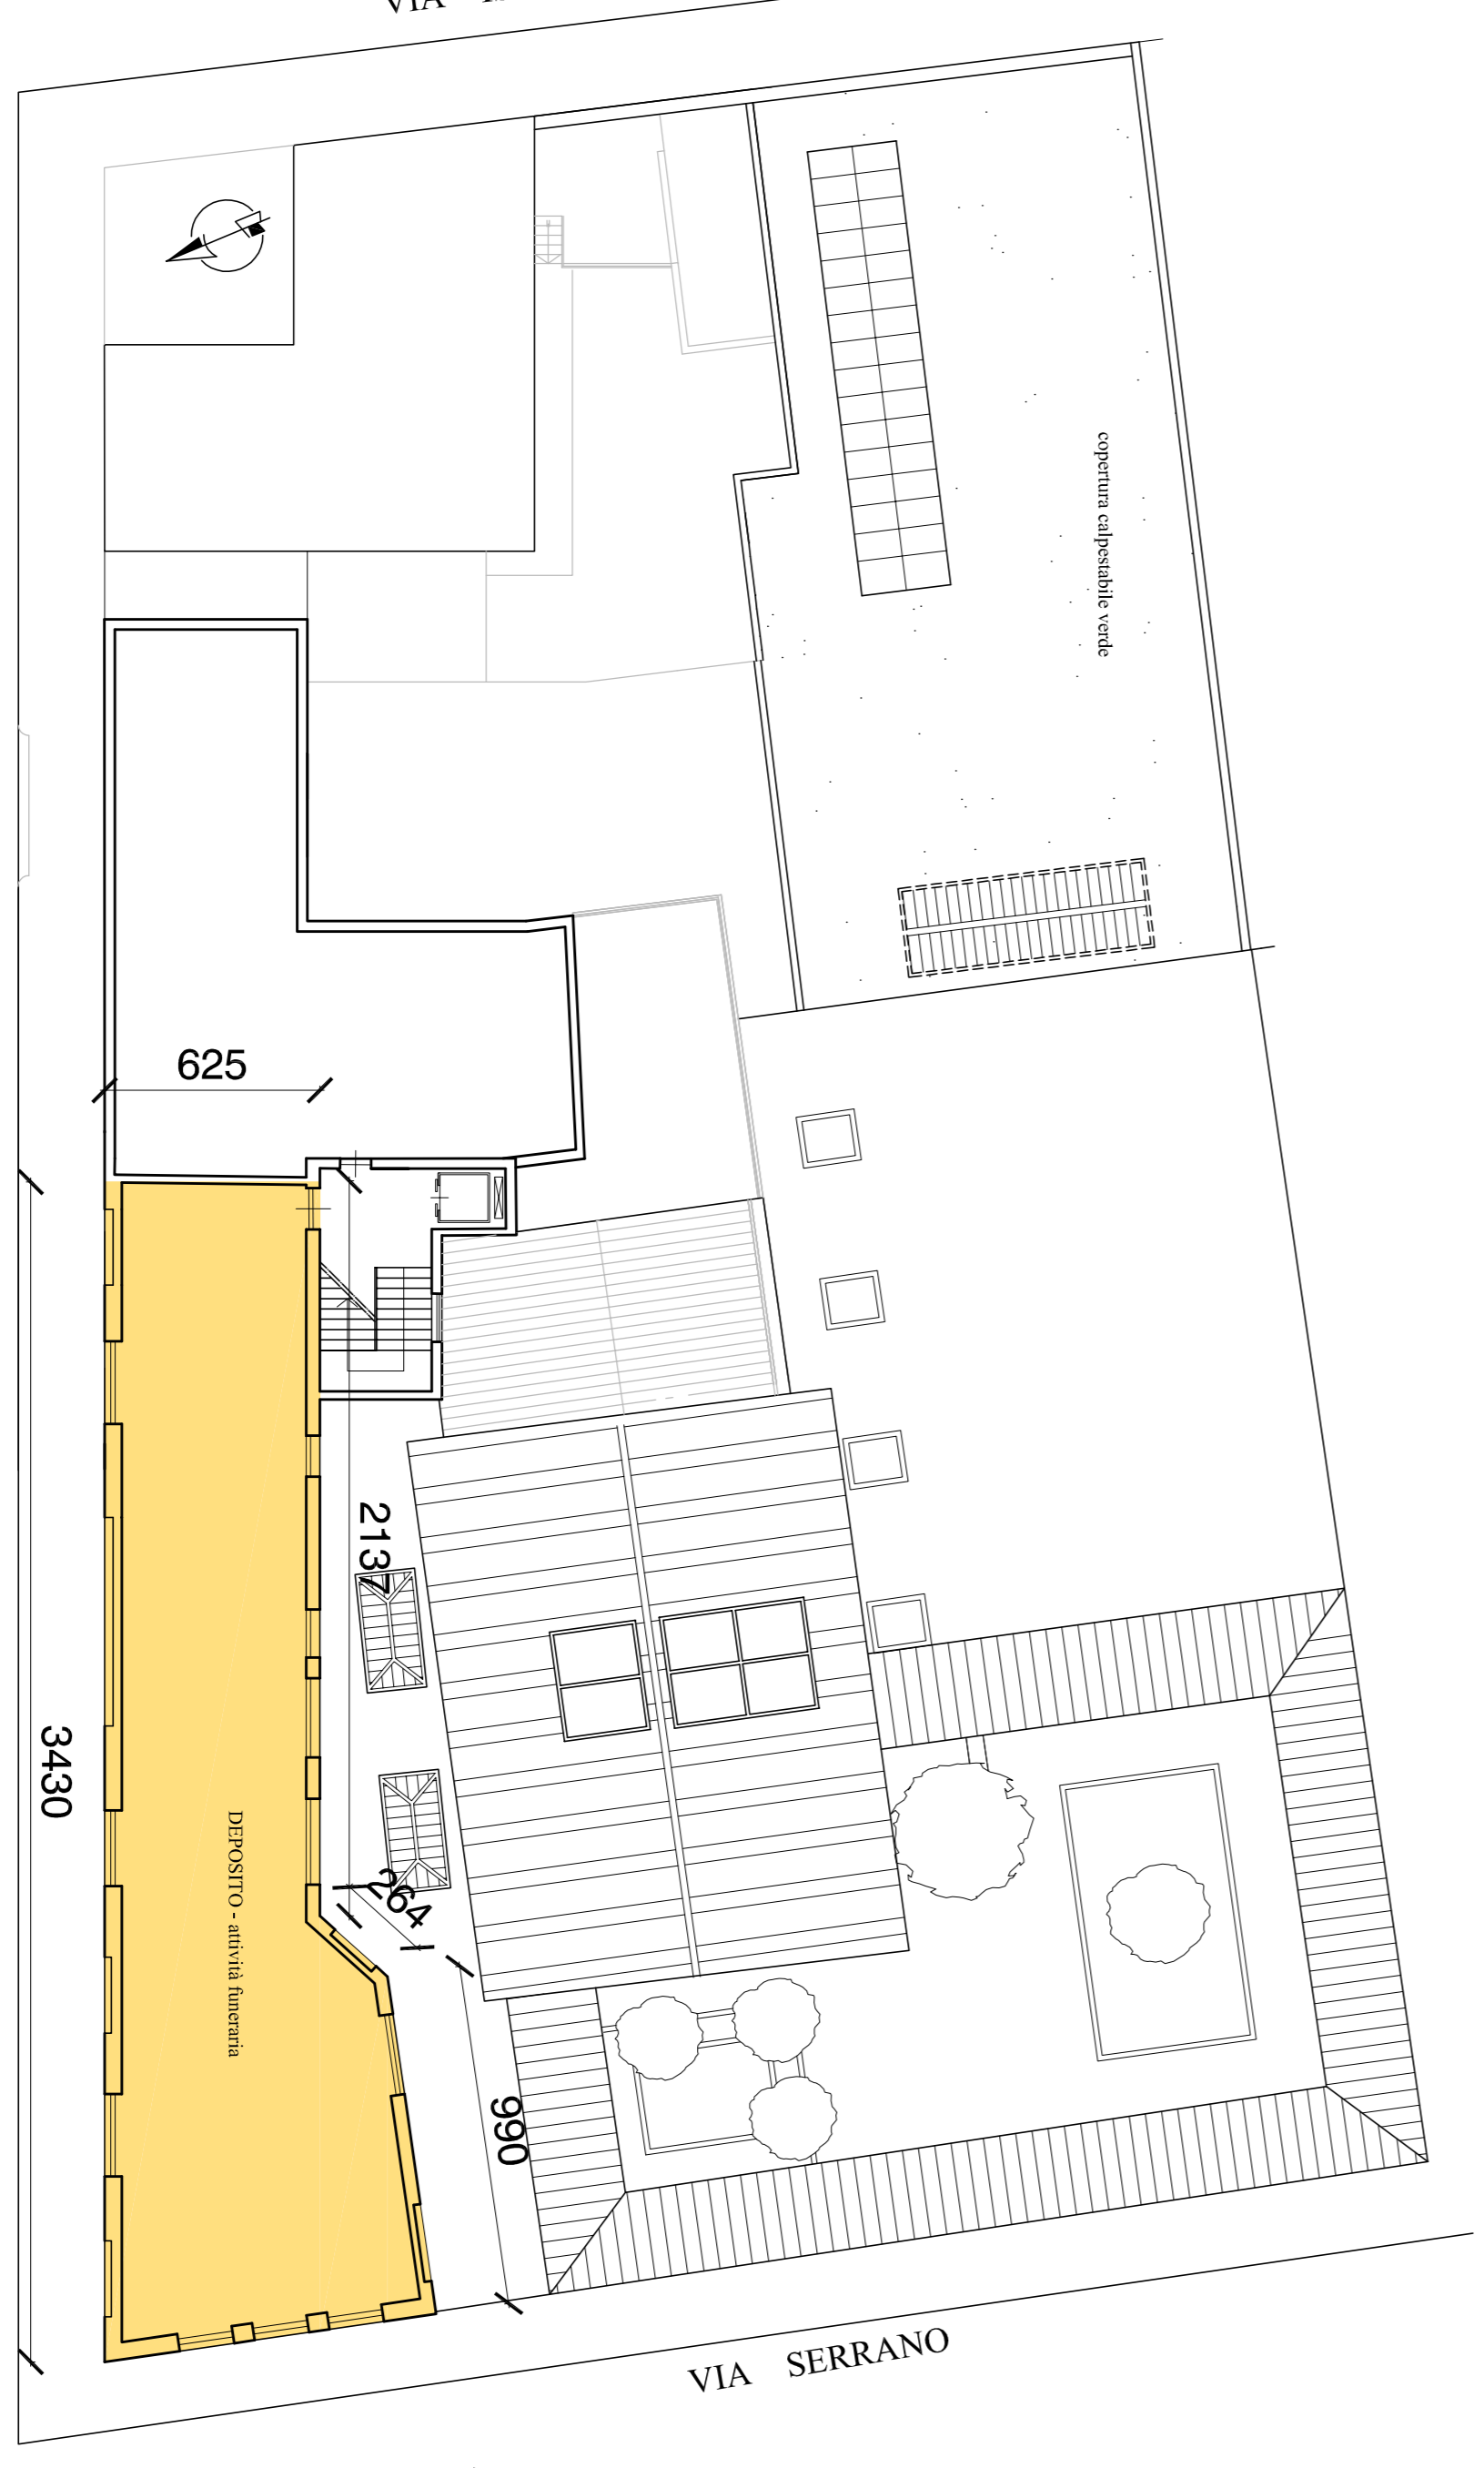 VIA
copertura calpestabile verde
625
2137
3430
DEPOSITO - attività funeraria
264
990
VIA SERRANO